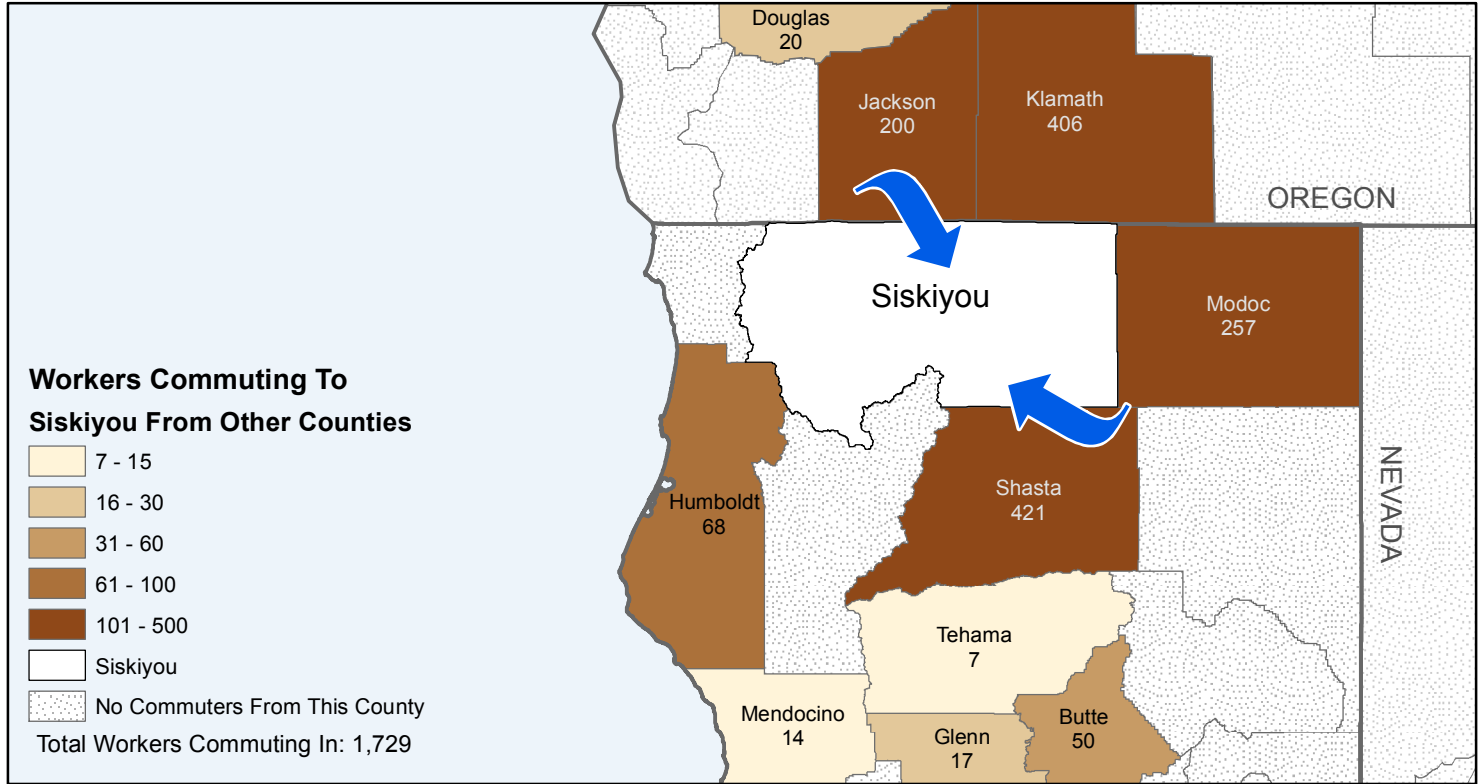 Douglas
20
Jackson
200
Klamath
406
OREGON
Siskiyou
Modoc
257
NEVADA
Humboldt
68
Shasta
421
Tehama
7
Mendocino
14
Glenn
17
Butte
50
Workers Commuting To
Siskiyou From Other Counties
7 - 15
16 - 30
31 - 60
61 - 100
101 - 500
Siskiyou
No Commuters From This County
Total Workers Commuting In: 1,729